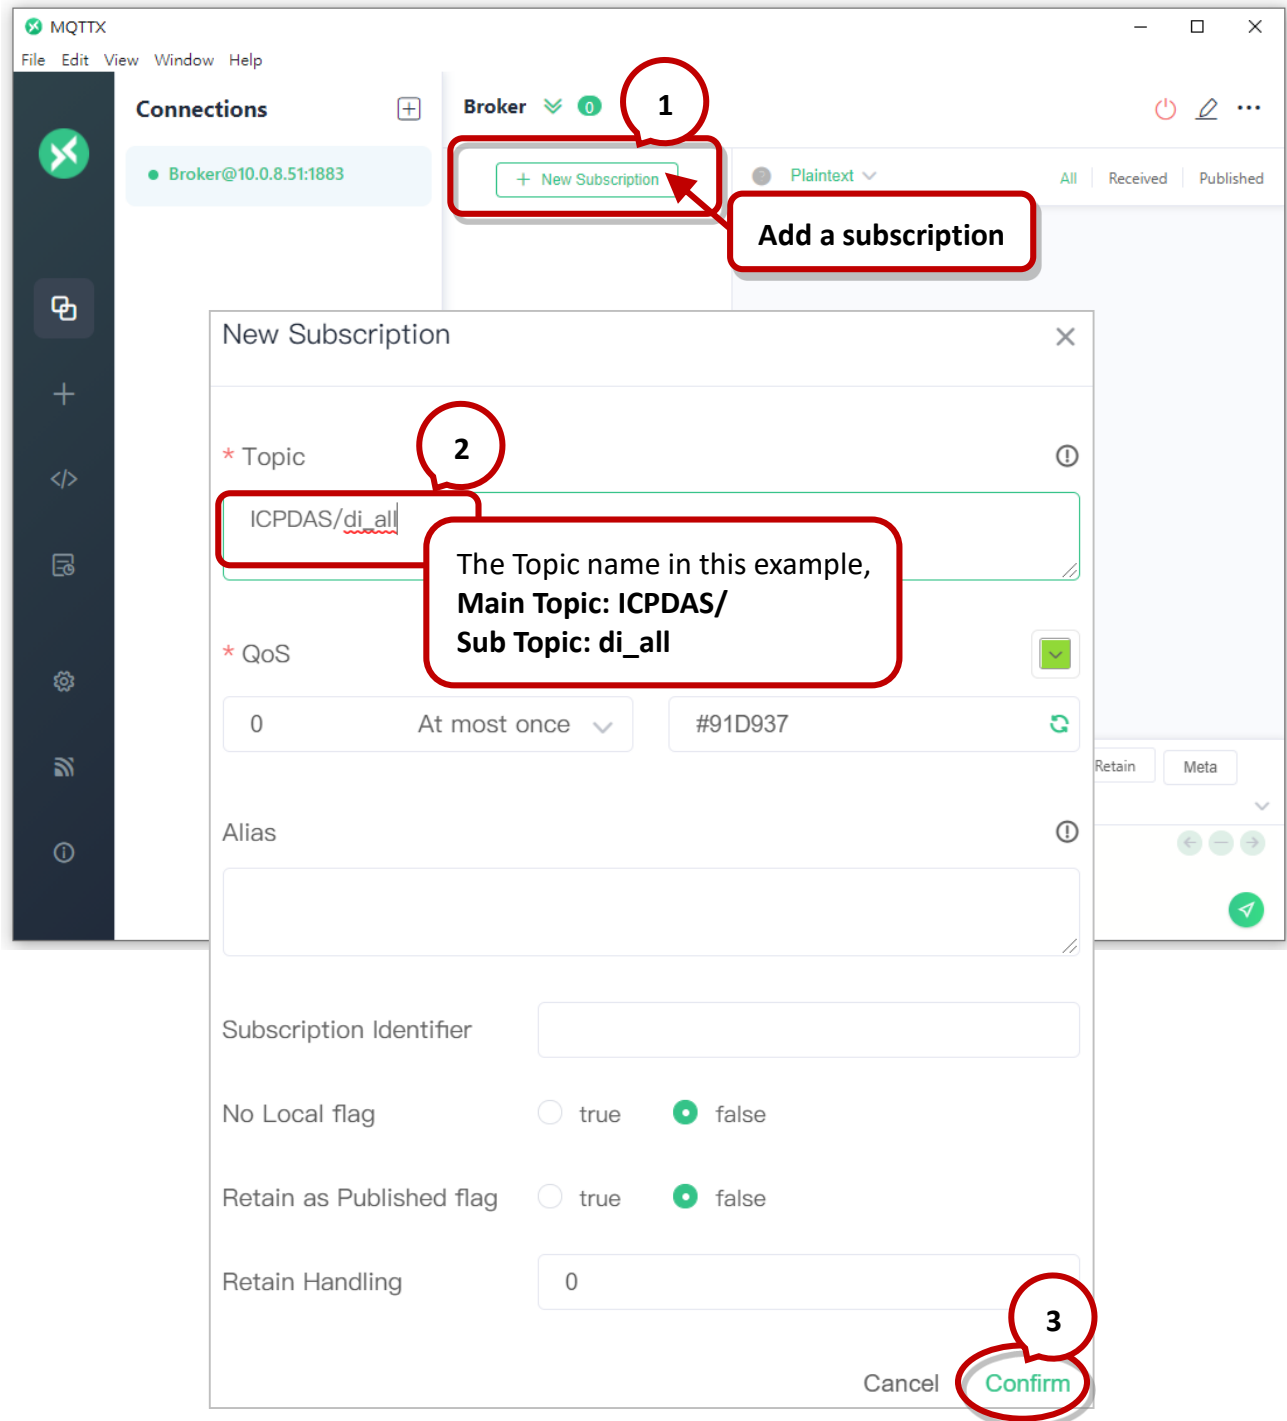 MQTTX
File Edit View Window Help
Connections
Broker 0
1
Broker@10.0.8.51:1883
+ New Subscription
Plaintext
All Received Published
Add a subscription
New Subscription
* Topic
2
ICPDAS/di_all
The Topic name in this example,
Main Topic: ICPDAS/
Sub Topic: di_all
* QoS
0 At most once
#91D937
Retain Meta
Alias
Subscription Identifier
No Local flag true false
Retain as Published flag true false
Retain Handling 0
3
Cancel Confirm